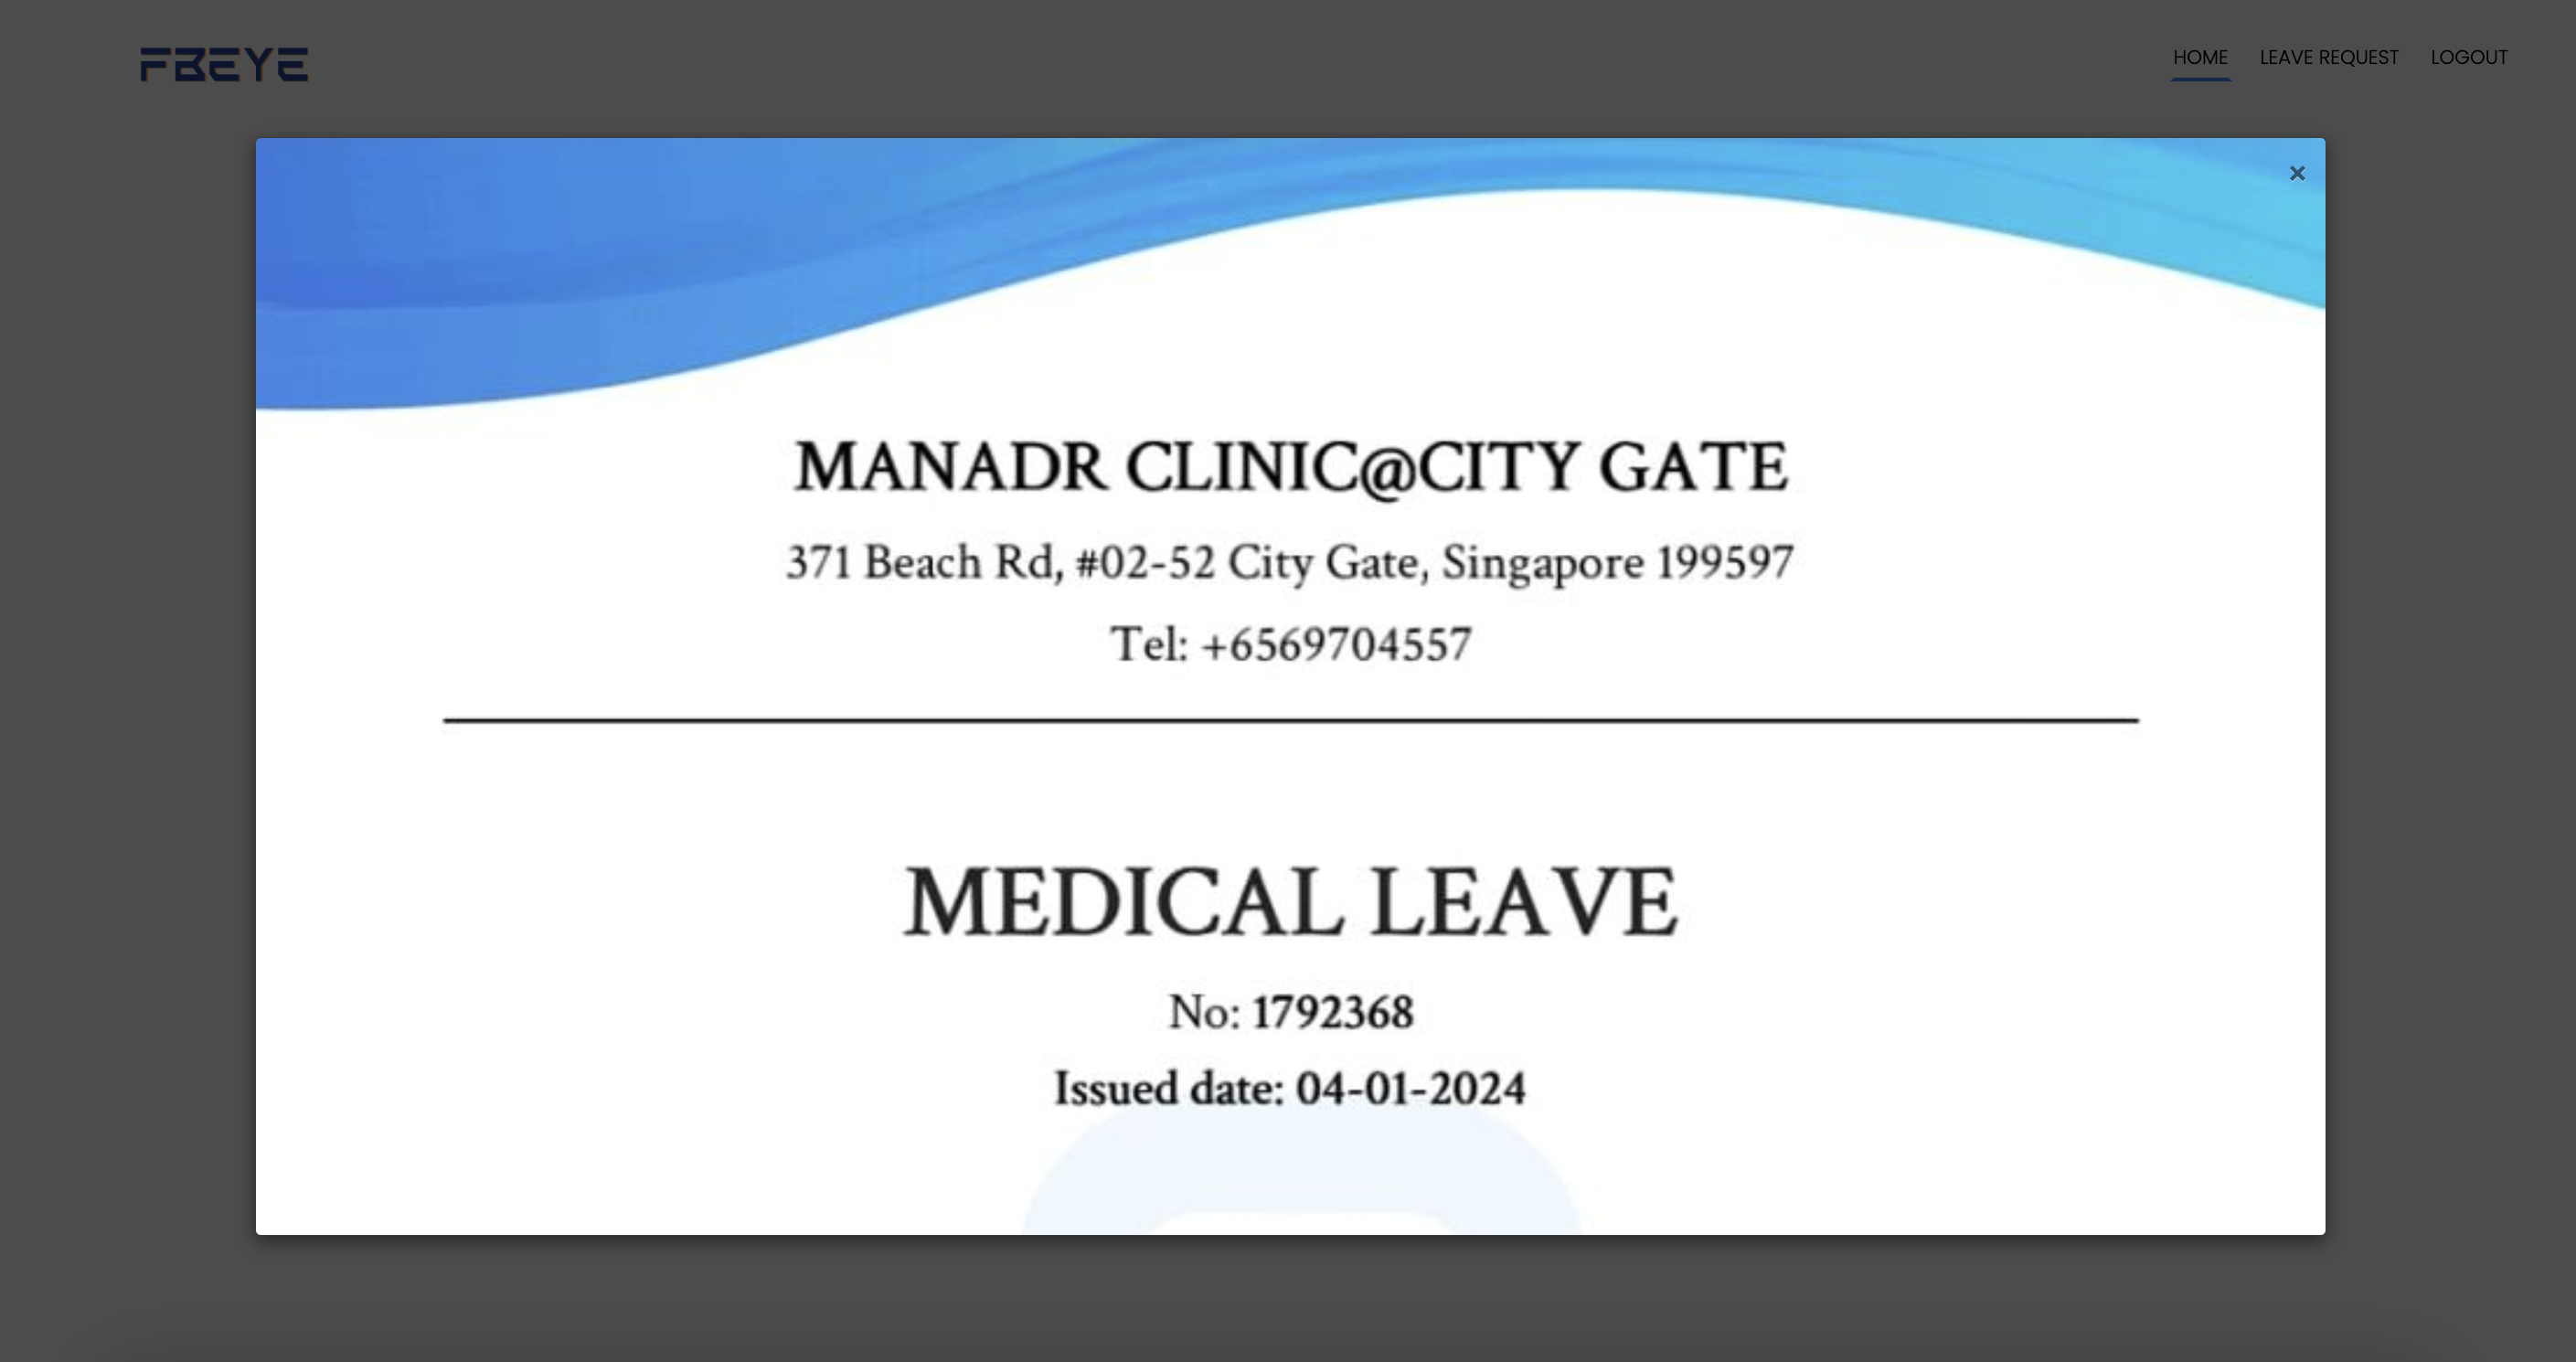 FBEYE
HOME LEAVE REQUEST LOGOUT
×
MANADR CLINIC@CITY GATE
371 Beach Rd, #02-52 City Gate, Singapore 199597
Tel: +6569704557
MEDICAL LEAVE
No: 1792368
Issued date: 04-01-2024